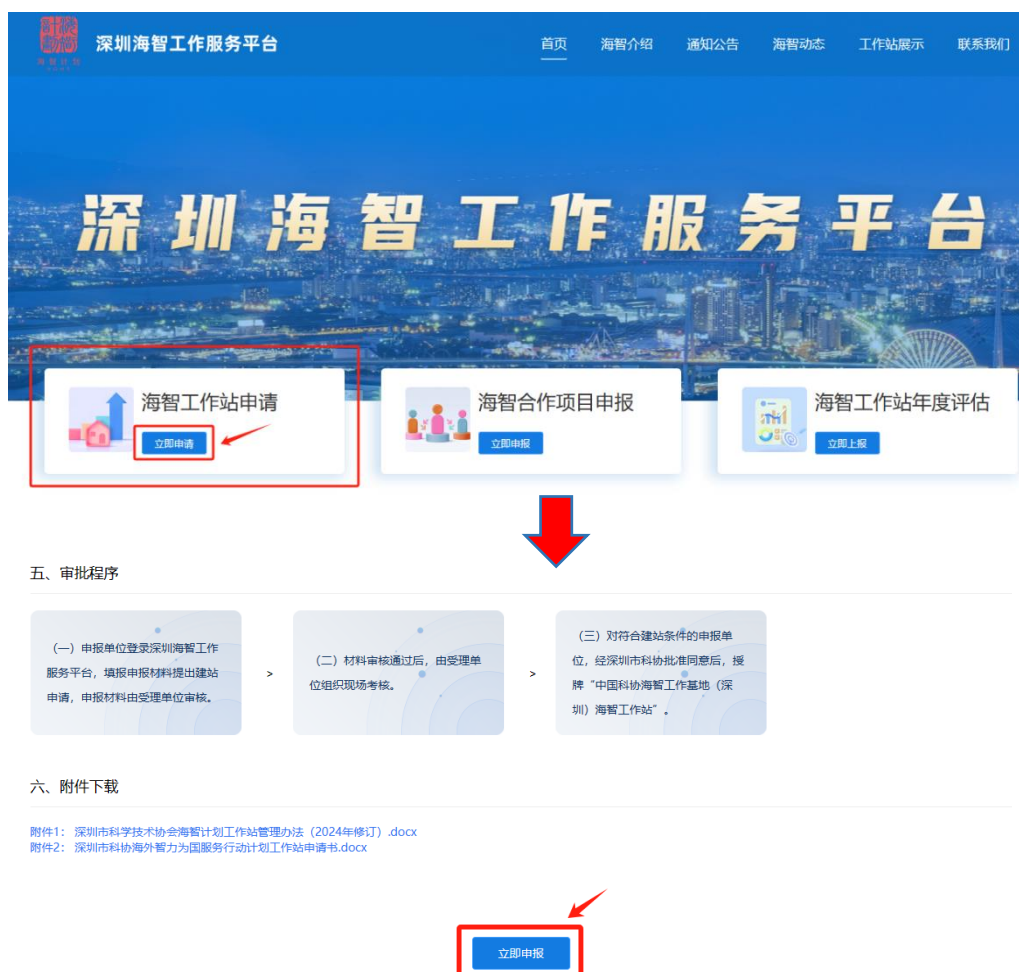 深圳海智工作服务平台
首页 海智介绍 通知公告 海智动态 工作站展示 联系我们
海智计划
深圳海智工作服务平台
海智工作站申请
立即申请
海智合作项目申报
立即申报
海智工作站年度评估
立即上报
五、审批程序
（一）申报单位登录深圳海智工作
服务平台，填报申报材料提出建站
申请，申报材料由受理单位审核。
>
（二）材料审核通过后，由受理单
位组织现场考核。
>
（三）对符合建站条件的申报单
位，经深圳市科协批准同意后，授
牌“中国科协海智工作基地（深
圳）海智工作站”。
六、附件下载
附件1： 深圳市科学技术协会海智计划工作站管理办法（2024年修订）.docx
附件2： 深圳市科协海外智力为国服务行动计划工作站申请书.docx
立即申报